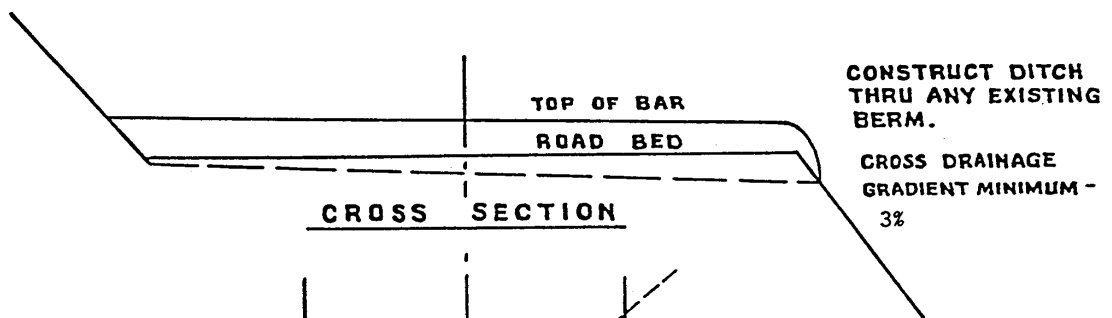 TOP OF BAR
ROAD BED
CROSS SECTION
CONSTRUCT DITCH
THRU ANY EXISTING
BERM.
CROSS DRAINAGE
GRADIENT MINIMUM -
3%